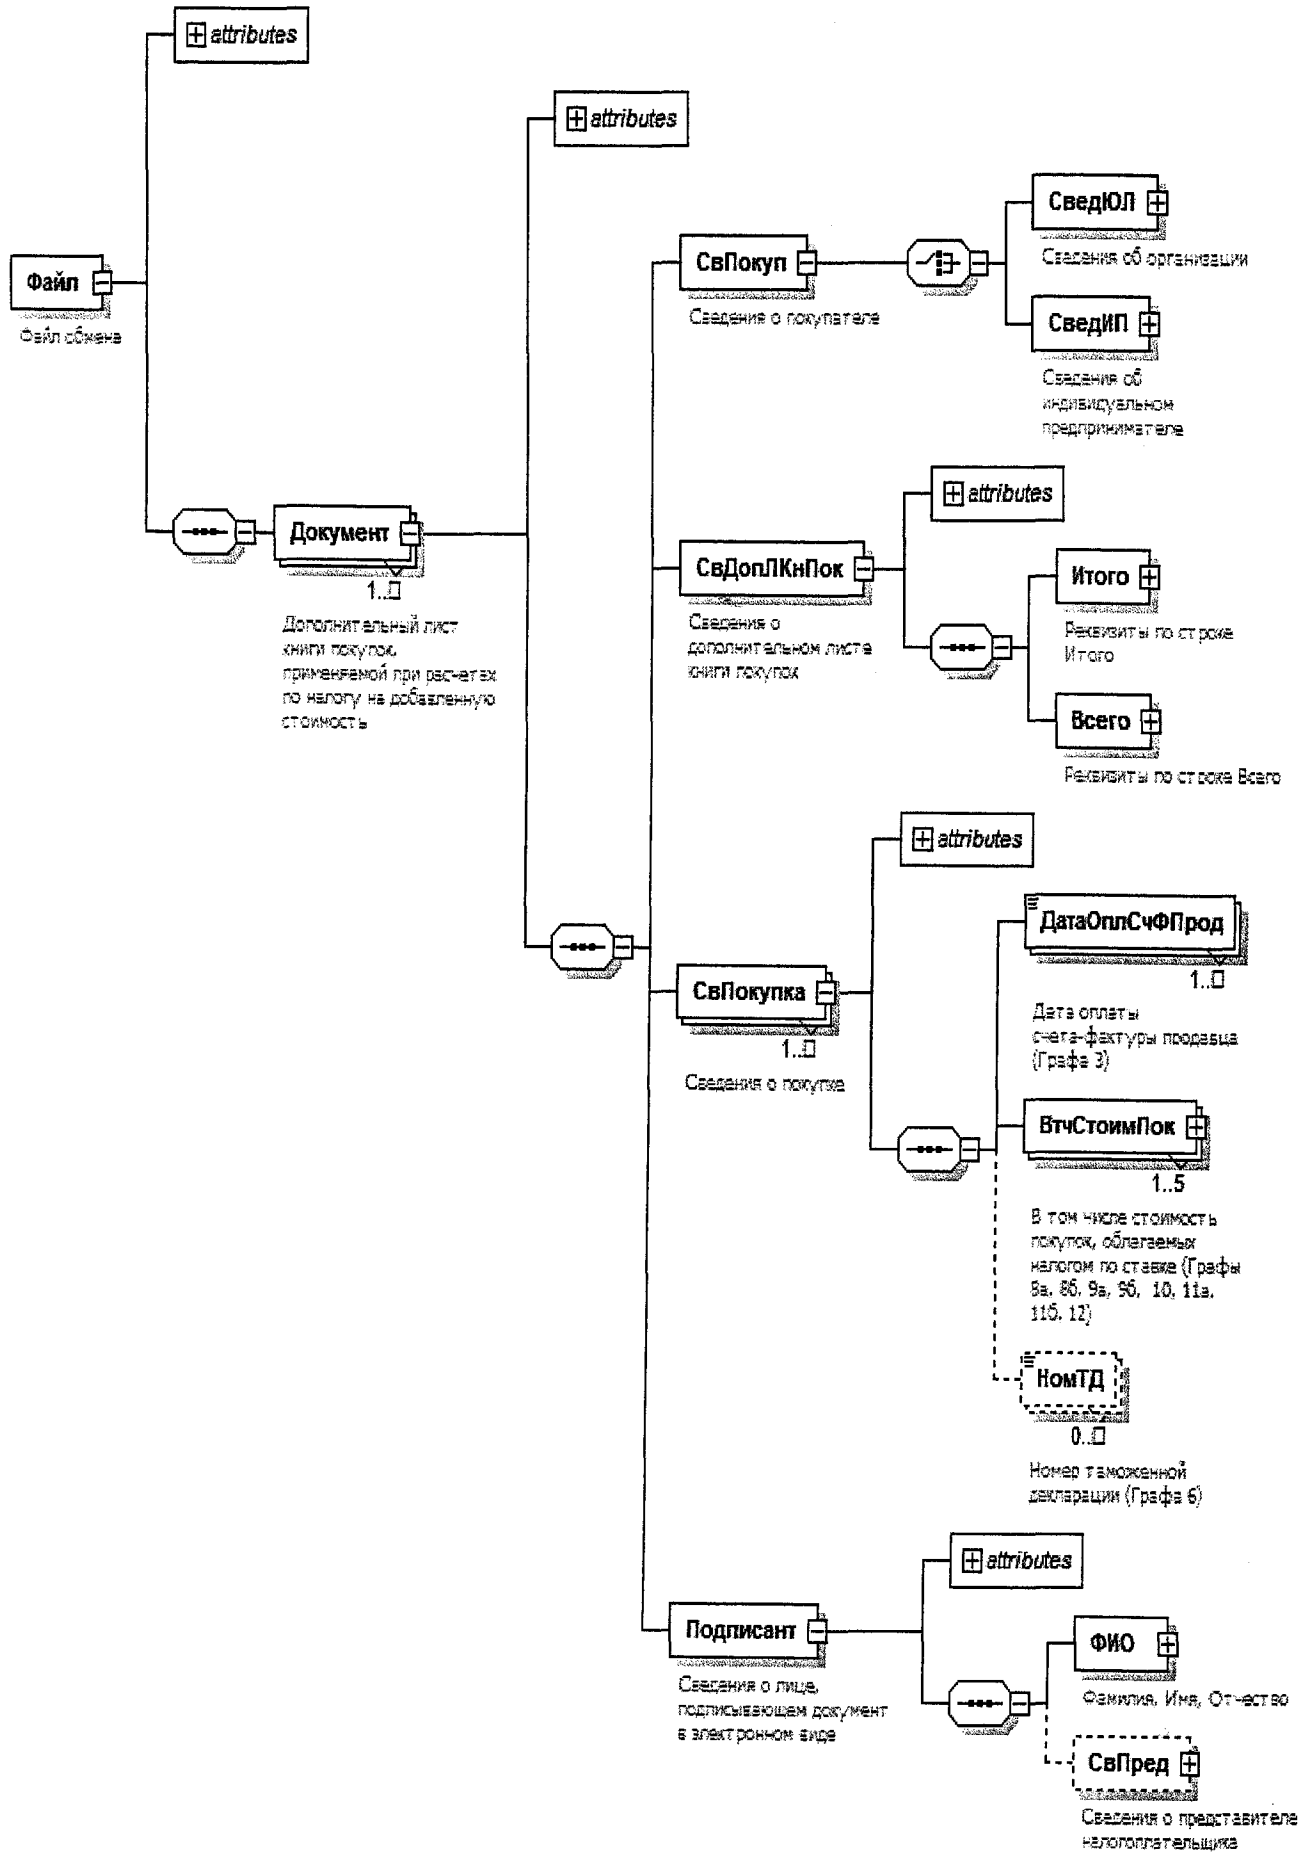 attributes
attributes
СведЮЛ
Сведения об организации
СвПокуп
Сведения о покупателе
Файл
Файл обмена
СведИП
Сведения об
индивидуальном
предпринимателе
attributes
Документ
1..
Дополнительный лист
книги покупок,
применяемой при расчетах
по налогу на добавленную
стоимость
СвДопЛКнПок
Сведения о
дополнительном листе
книги покупок
Итого
Реквизиты по строке
Итого
Всего
Реквизиты по строке Всего
attributes
ДатаОплСчФПрод
1..
Дата оплаты
счета-фактуры продавца
(Графа 3)
СвПокупка
1..
Сведения о покупке
ВтчСтоимПок
1..5
В том числе стоимость
покупок, облагаемых
налогом по ставке (Графы
8а, 8б, 9а, 9б, 10, 11а,
11б, 12)
НомТД
0..
Номер таможенной
декларации (Графа 6)
attributes
Подписант
Сведения о лице,
подписывающем документ
в электронном виде
ФИО
Фамилия, Имя, Отчество
СвПред
Сведения о представителе
налогоплательщика